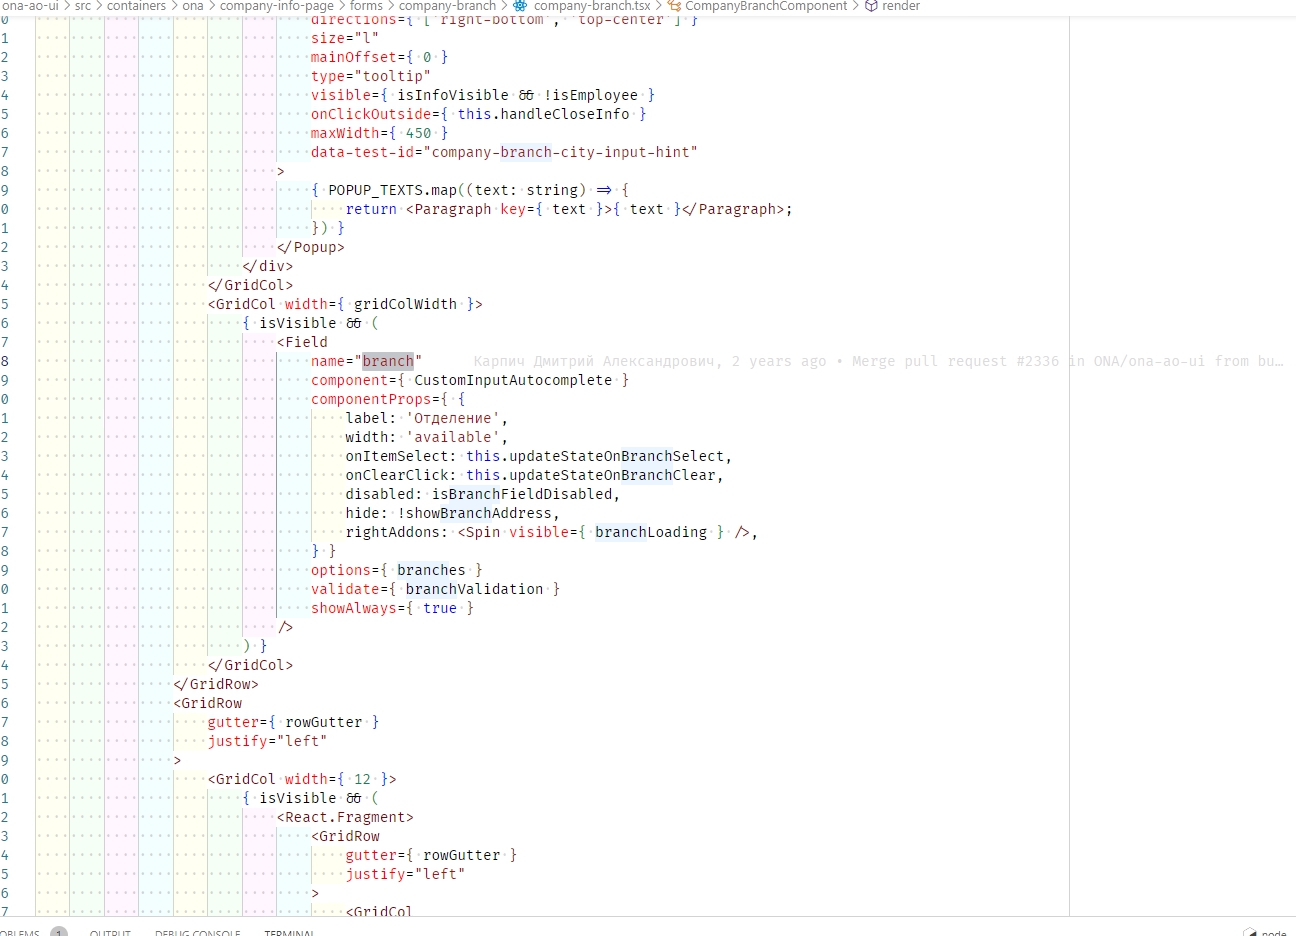 ona-ao-ui > src > containers > ona > company-info-page > forms > company-branch > company-branch.tsx > CompanyBranchComponent > render
0 directions={ ['right-bottom', 'top-center'] }
1 size="l"
2 mainOffset={ 0 }
3 type="tooltip"
4 visible={ isInfoVisible && !isEmployee }
5 onClickOutside={ this.handleCloseInfo }
6 maxWidth={ 450 }
7 data-test-id="company-branch-city-input-hint"
8 >
9 { POPUP_TEXTS.map((text: string) => {
0 return <Paragraph key={ text }>{ text }</Paragraph>;
1 }) }
2 </Popup>
3 </div>
4 </GridCol>
5 <GridCol width={ gridColWidth }>
6 { isVisible && (
7 <Field
8 name="branch" Карпич Дмитрий Александрович, 2 years ago • Merge pull request #2336 in ONA/ona-ao-ui from bu…
9 component={ CustomInputAutocomplete }
0 componentProps={ {
1 label: 'Отделение',
2 width: 'available',
3 onItemSelect: this.updateStateOnBranchSelect,
4 onClearClick: this.updateStateOnBranchClear,
5 disabled: isBranchFieldDisabled,
6 hide: !showBranchAddress,
7 rightAddons: <Spin visible={ branchLoading } />,
8 } }
9 options={ branches }
0 validate={ branchValidation }
1 showAlways={ true }
2 />
3 ) }
4 </GridCol>
5 </GridRow>
6 <GridRow
7 gutter={ rowGutter }
8 justify="left"
9 >
0 <GridCol width={ 12 }>
1 { isVisible && (
2 <React.Fragment>
3 <GridRow
4 gutter={ rowGutter }
5 justify="left"
6 >
7 <GridCol
OBLEMS 1 OUTPUT DEBUG CONSOLE TERMINAL node